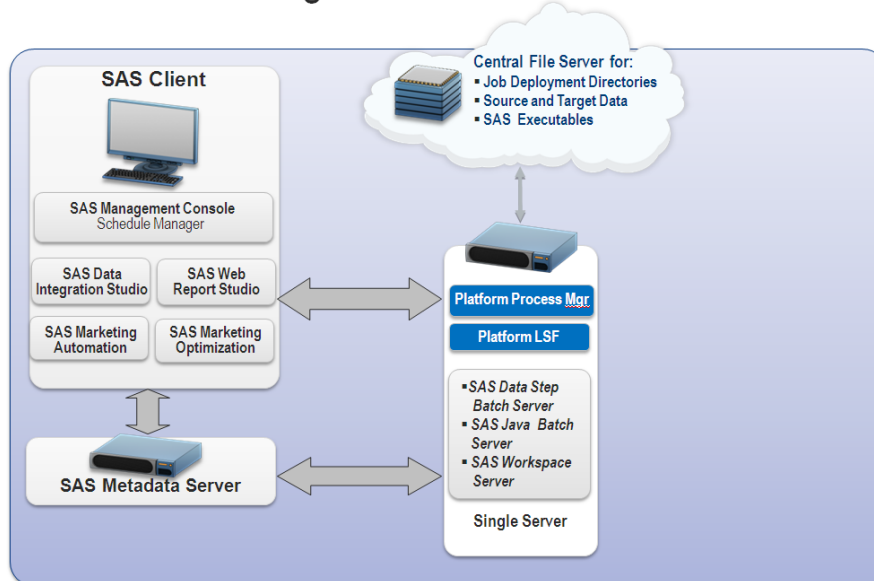 Central File Server for:
▪ Job Deployment Directories
▪ Source and Target Data
▪ SAS Executables
SAS Client
SAS Management Console
Schedule Manager
SAS Data
Integration Studio
SAS Web
Report Studio
SAS Marketing
Automation
SAS Marketing
Optimization
SAS Metadata Server
Platform Process Mgr
Platform LSF
▪ SAS Data Step
Batch Server
▪ SAS Java Batch
Server
▪ SAS Workspace
Server
Single Server